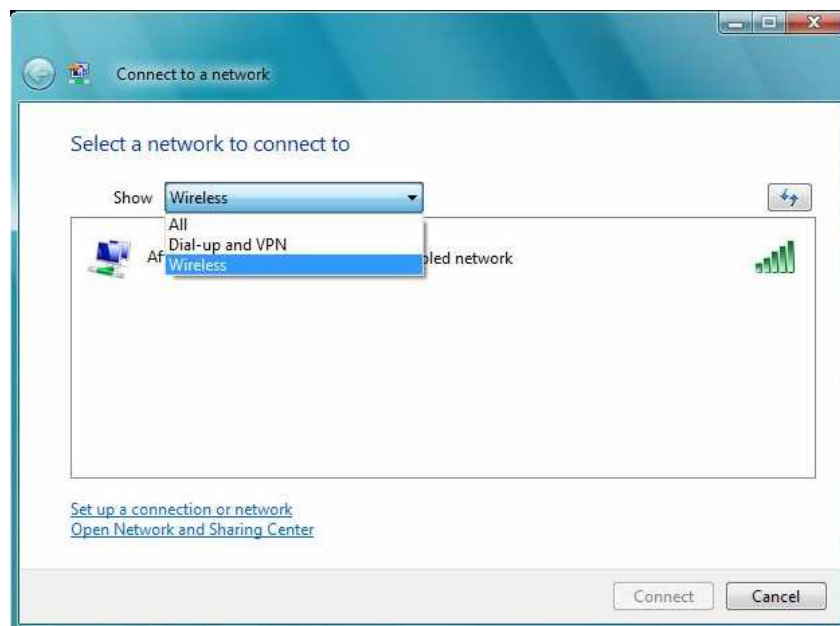 Connect to a network
Select a network to connect to
Show Wireless
All
Dial-up and VPN
Wireless
Af
bled network
Set up a connection or network
Open Network and Sharing Center
Connect Cancel